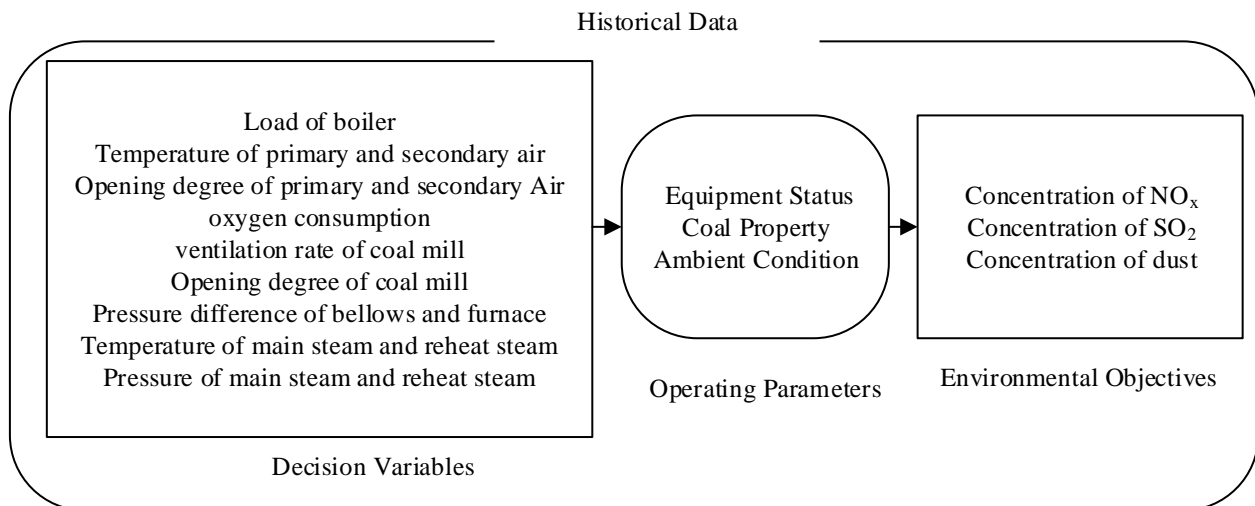 Historical Data
Load of boiler
Temperature of primary and secondary air
Opening degree of primary and secondary Air
oxygen consumption
ventilation rate of coal mill
Opening degree of coal mill
Pressure difference of bellows and furnace
Temperature of main steam and reheat steam
Pressure of main steam and reheat steam
Decision Variables
Equipment Status
Coal Property
Ambient Condition
Operating Parameters
Concentration of NOₓ
Concentration of SO₂
Concentration of dust
Environmental Objectives